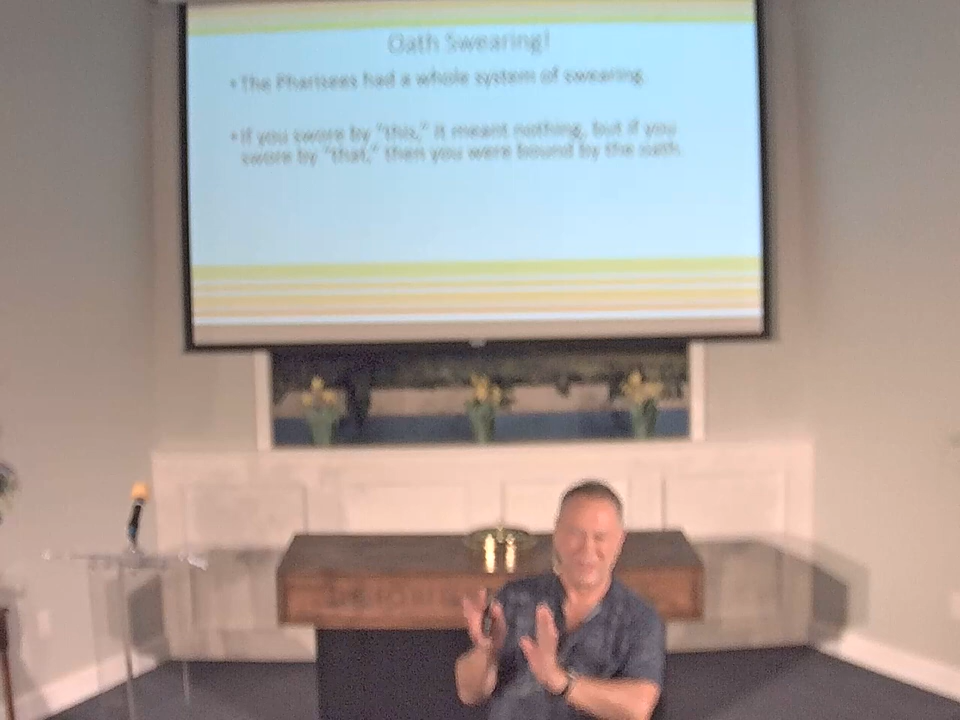 Oath Swearing!
• The Pharisees had a whole system of swearing.
• If you swore by "this," it meant nothing, but if you
swore by "that," then you were bound by the oath.